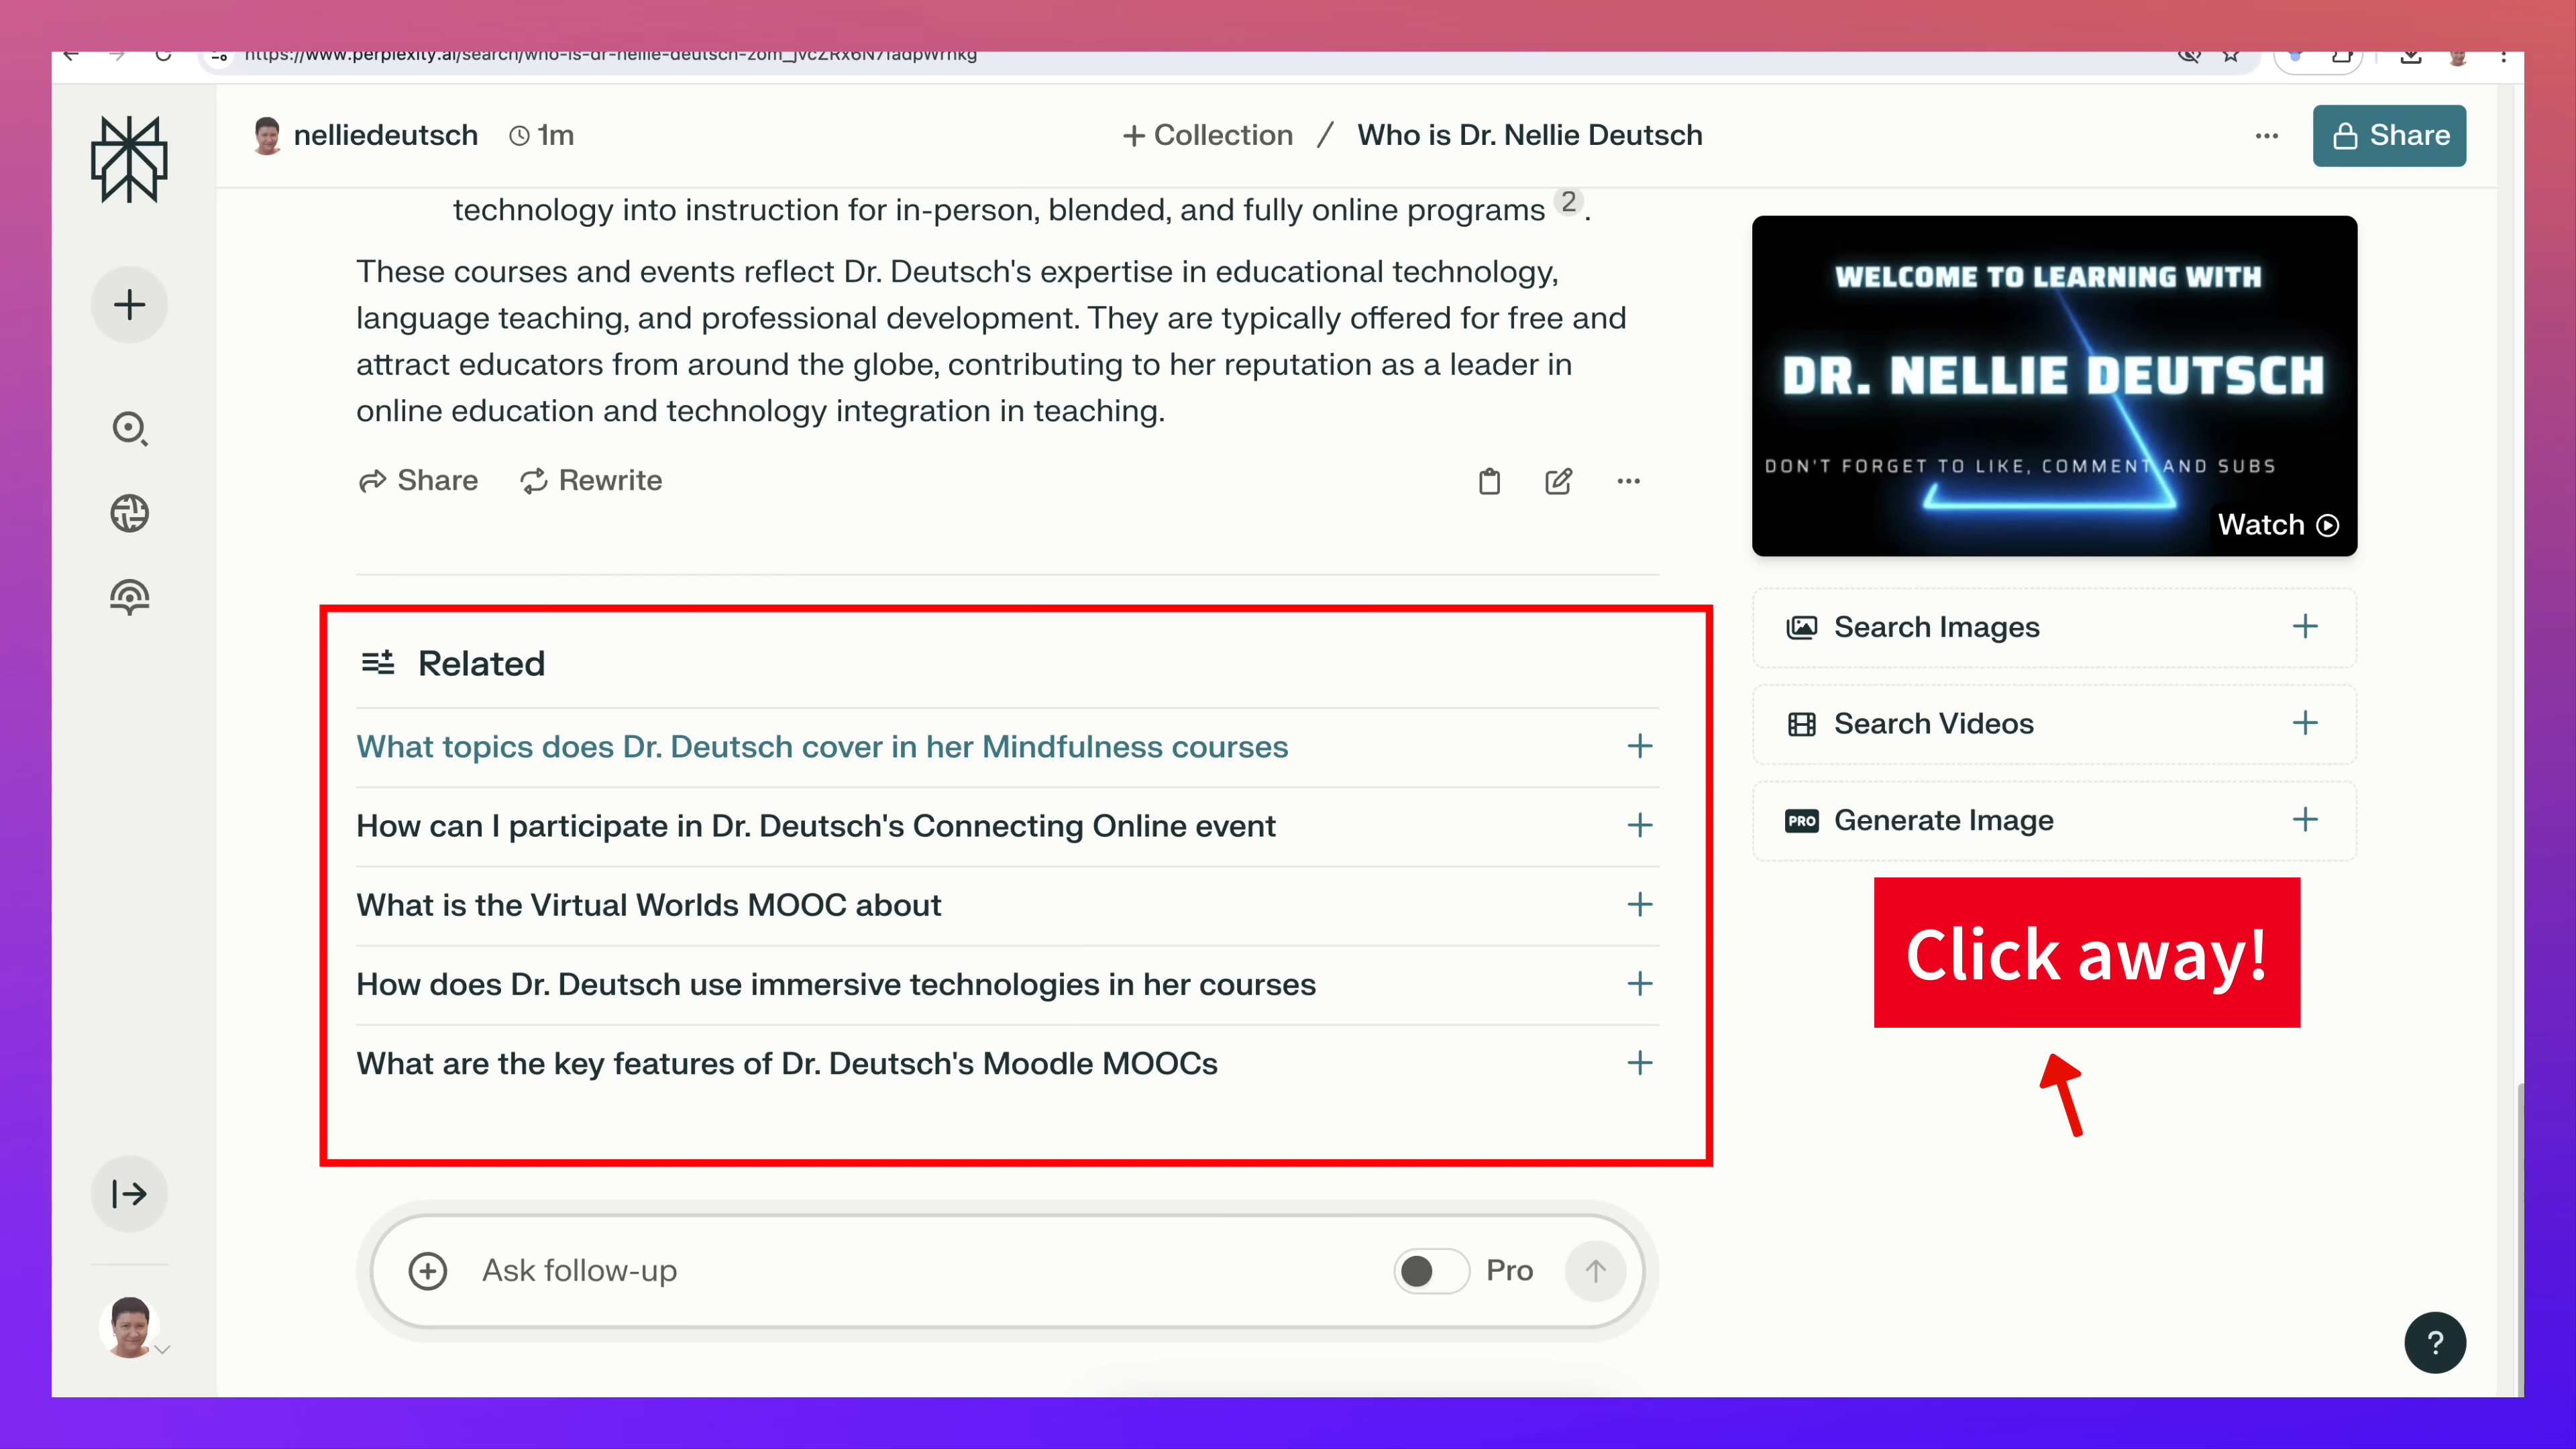 nelliedeutsch 1m
+ Collection / Who is Dr. Nellie Deutsch
Share
technology into instruction for in-person, blended, and fully online programs 2.
These courses and events reflect Dr. Deutsch's expertise in educational technology,
language teaching, and professional development. They are typically offered for free and
attract educators from around the globe, contributing to her reputation as a leader in
online education and technology integration in teaching.
Share Rewrite
WELCOME TO LEARNING WITH
DR. NELLIE DEUTSCH
DON'T FORGET TO LIKE, COMMENT AND SUBS
Watch
Related
What topics does Dr. Deutsch cover in her Mindfulness courses
How can I participate in Dr. Deutsch's Connecting Online event
What is the Virtual Worlds MOOC about
How does Dr. Deutsch use immersive technologies in her courses
What are the key features of Dr. Deutsch's Moodle MOOCs
Search Images
Search Videos
PRO Generate Image
Click away!
Ask follow-up
Pro
?